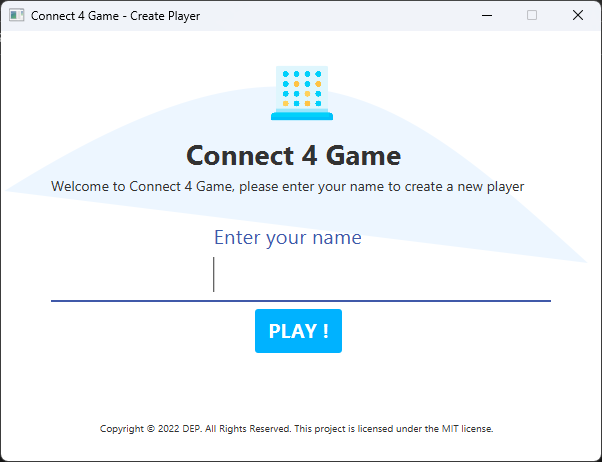 Connect 4 Game - Create Player
Connect 4 Game
Welcome to Connect 4 Game, please enter your name to create a new player
Enter your name
PLAY !
Copyright © 2022 DEP. All Rights Reserved. This project is licensed under the MIT license.